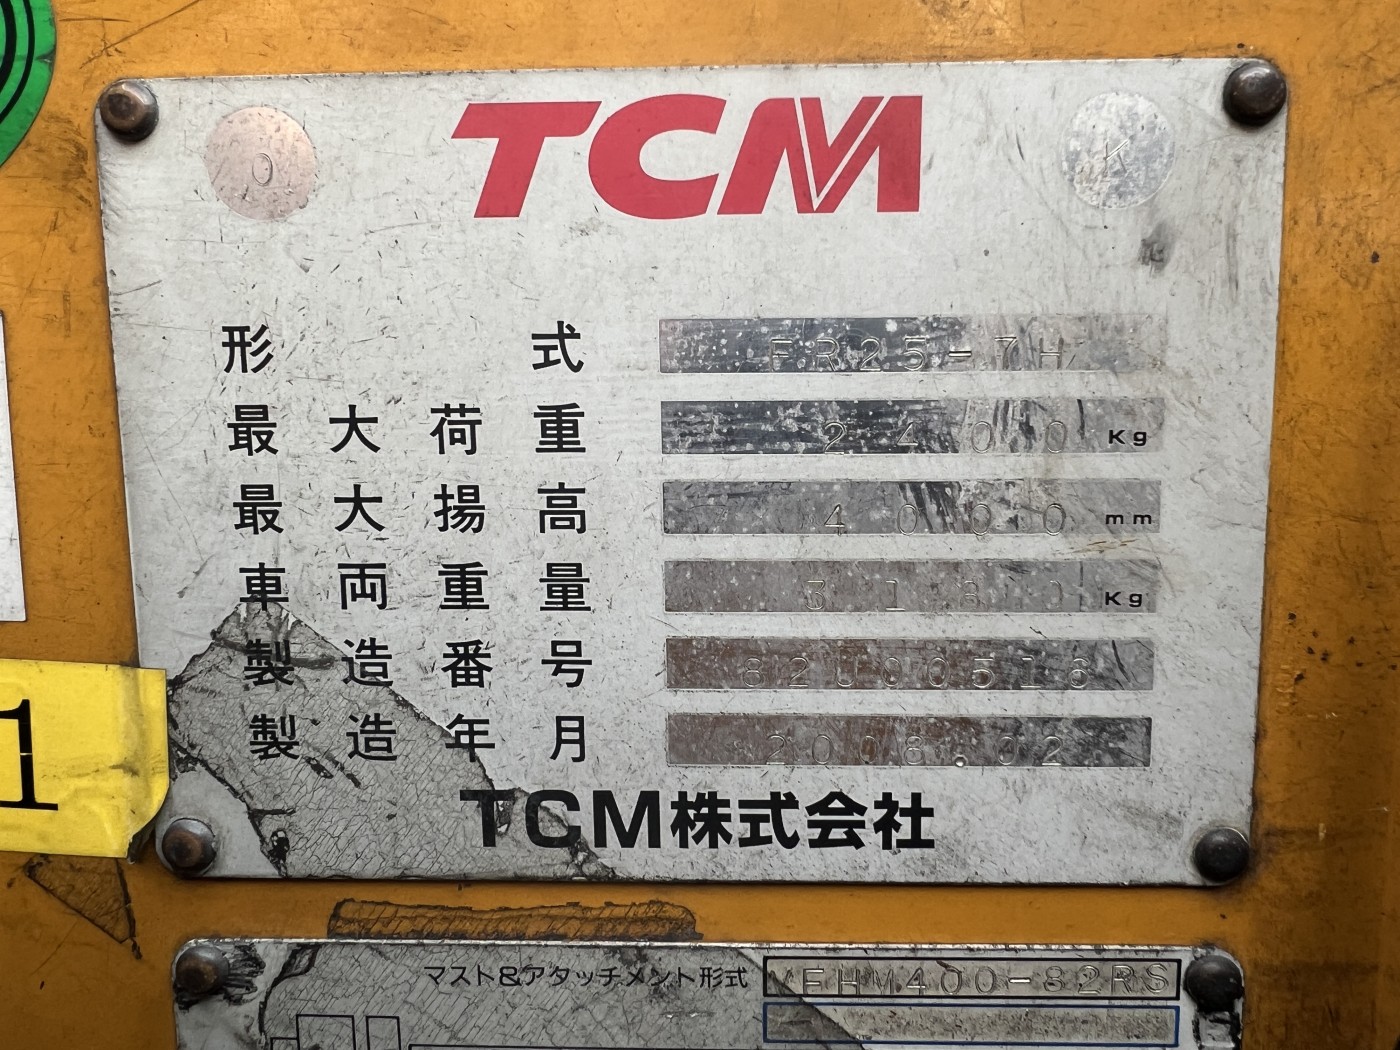 O TCM K
形式 FR25-7H
最大荷重 2400 Kg
最大揚高 4000 mm
車両重量 Kg
製造番号 82U00516
製造年月 2008.02
TCM株式会社
1
マスト&アタッチメント形式 VFHM400-82RS